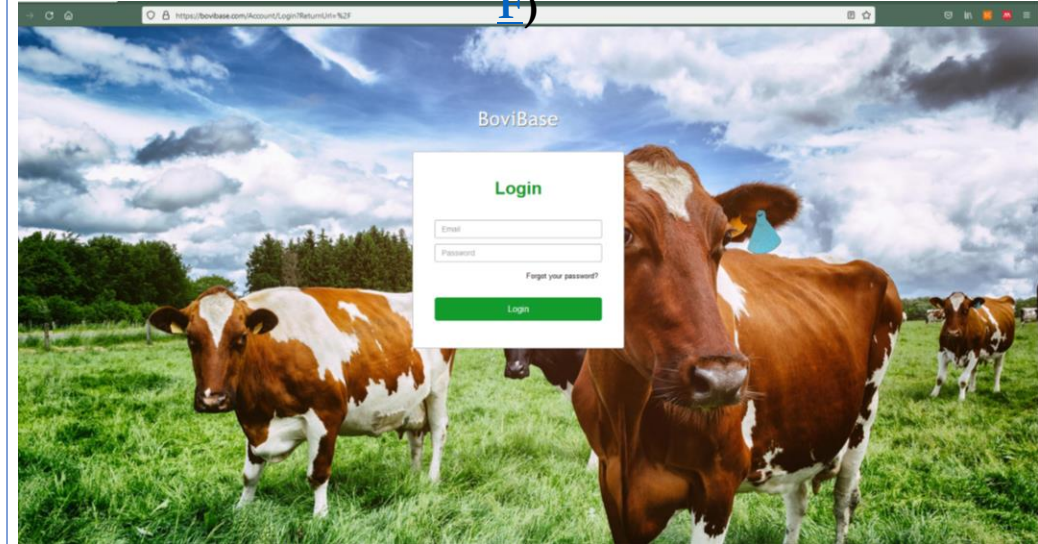 F)
https://bovibase.com/Account/Login?ReturnUrl=%2F
BoviBase
Login
Email
Password
Forgot your password?
Login